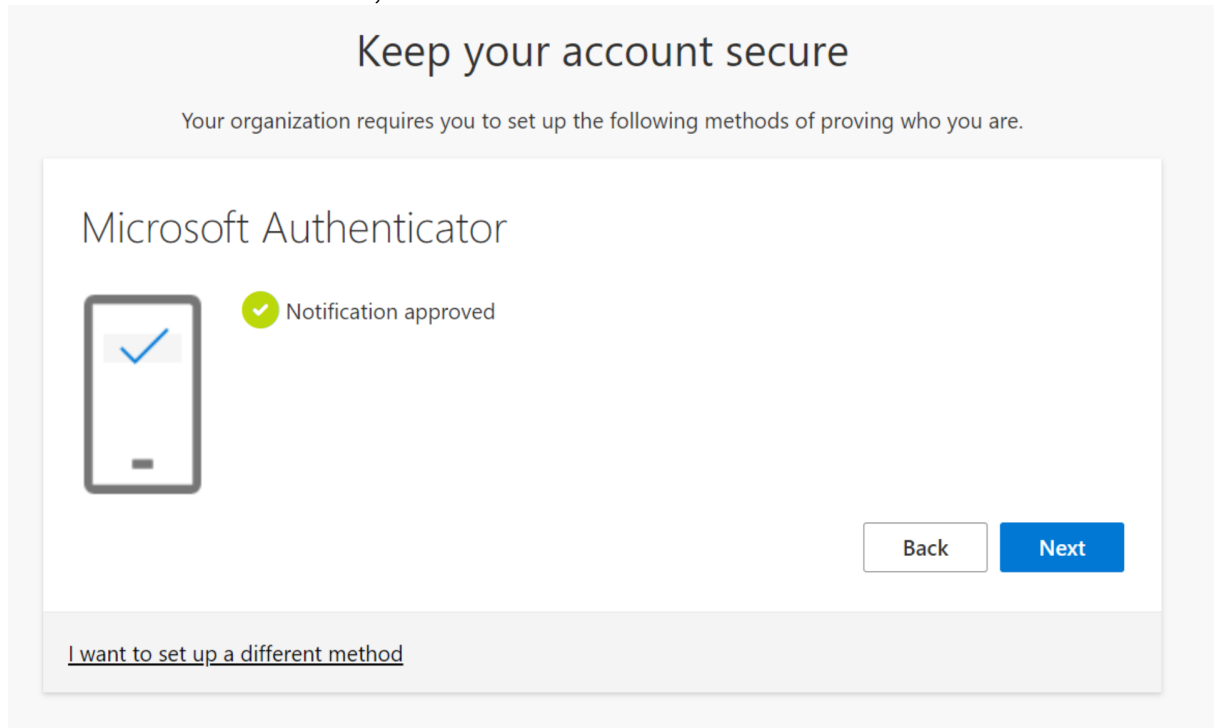 Keep your account secure
Your organization requires you to set up the following methods of proving who you are.
Microsoft Authenticator
Notification approved
Back
Next
I want to set up a different method